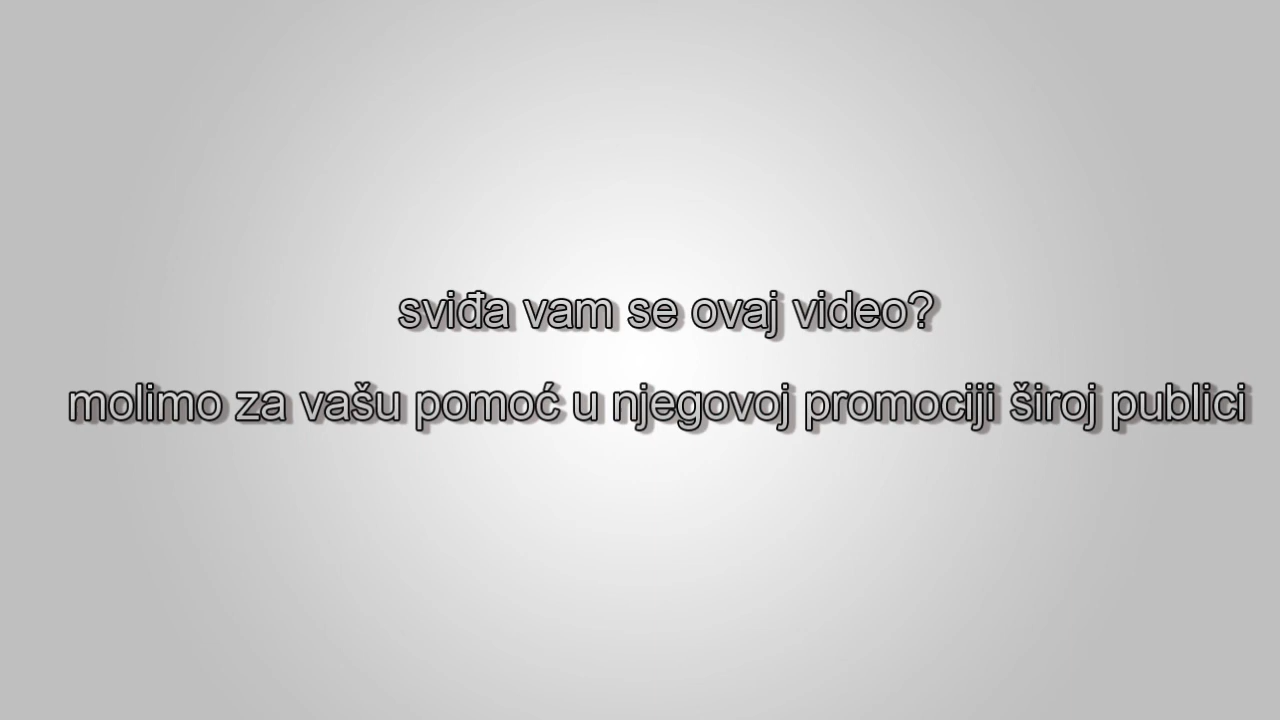 sviđa vam se ovaj video?
molimo za vašu pomoć u njegovoj promociji široj publici